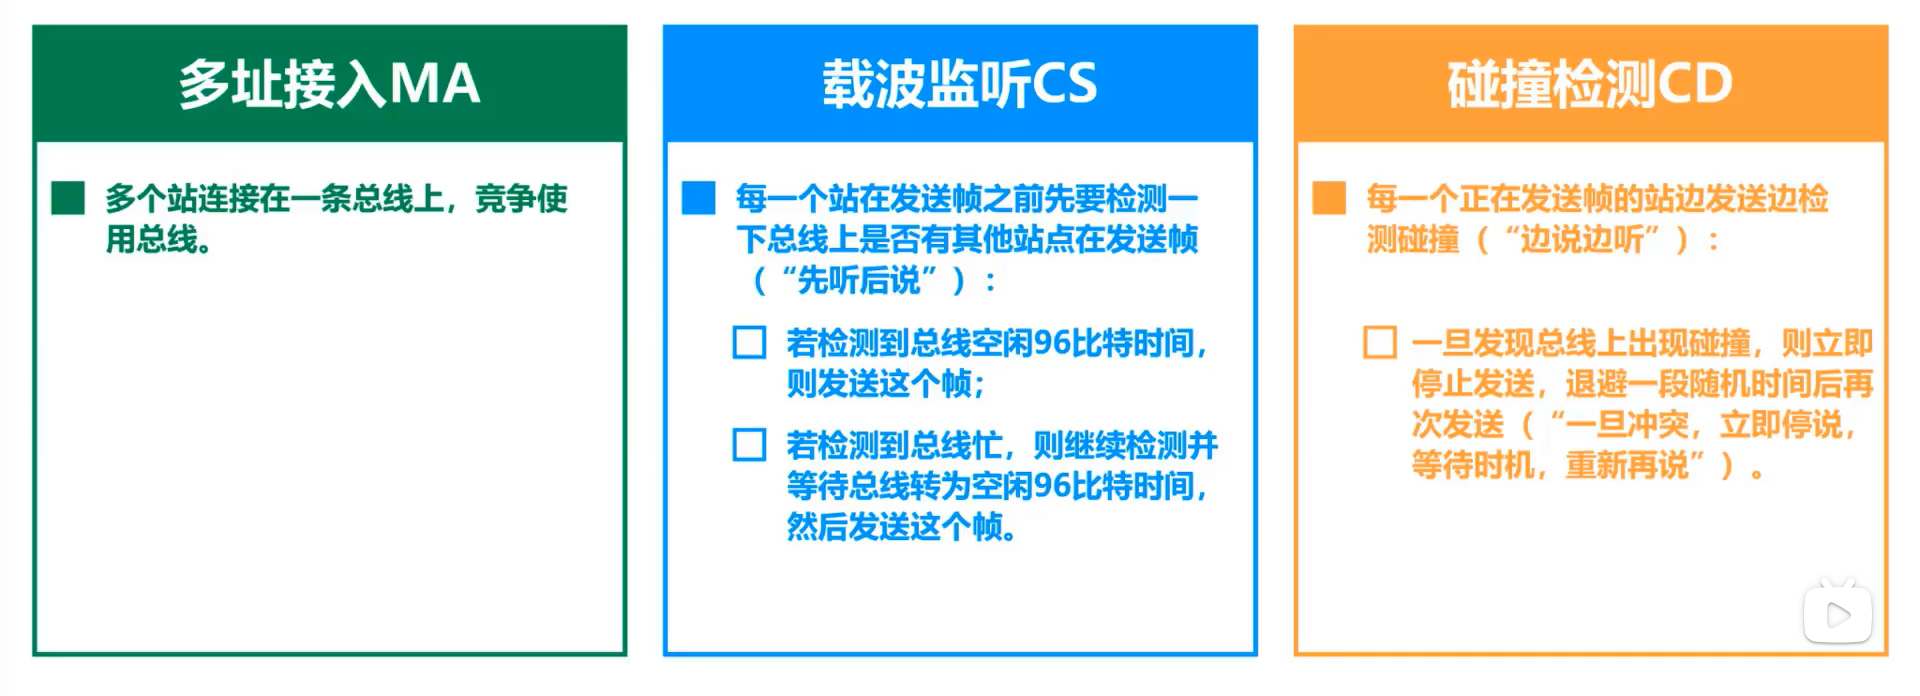 多址接入MA
多个站连接在一条总线上，竞争使
用总线。
载波监听CS
每一个站在发送帧之前先要检测一
下总线上是否有其他站点在发送帧
（“先听后说”）：
若检测到总线空闲96比特时间，
则发送这个帧；
若检测到总线忙，则继续检测并
等待总线转为空闲96比特时间，
然后发送这个帧。
碰撞检测CD
每一个正在发送帧的站边发送边检
测碰撞（“边说边听”）：
一旦发现总线上出现碰撞，则立即
停止发送，退避一段随机时间后再
次发送（“一旦冲突，立即停说，
等待时机，重新再说”）。